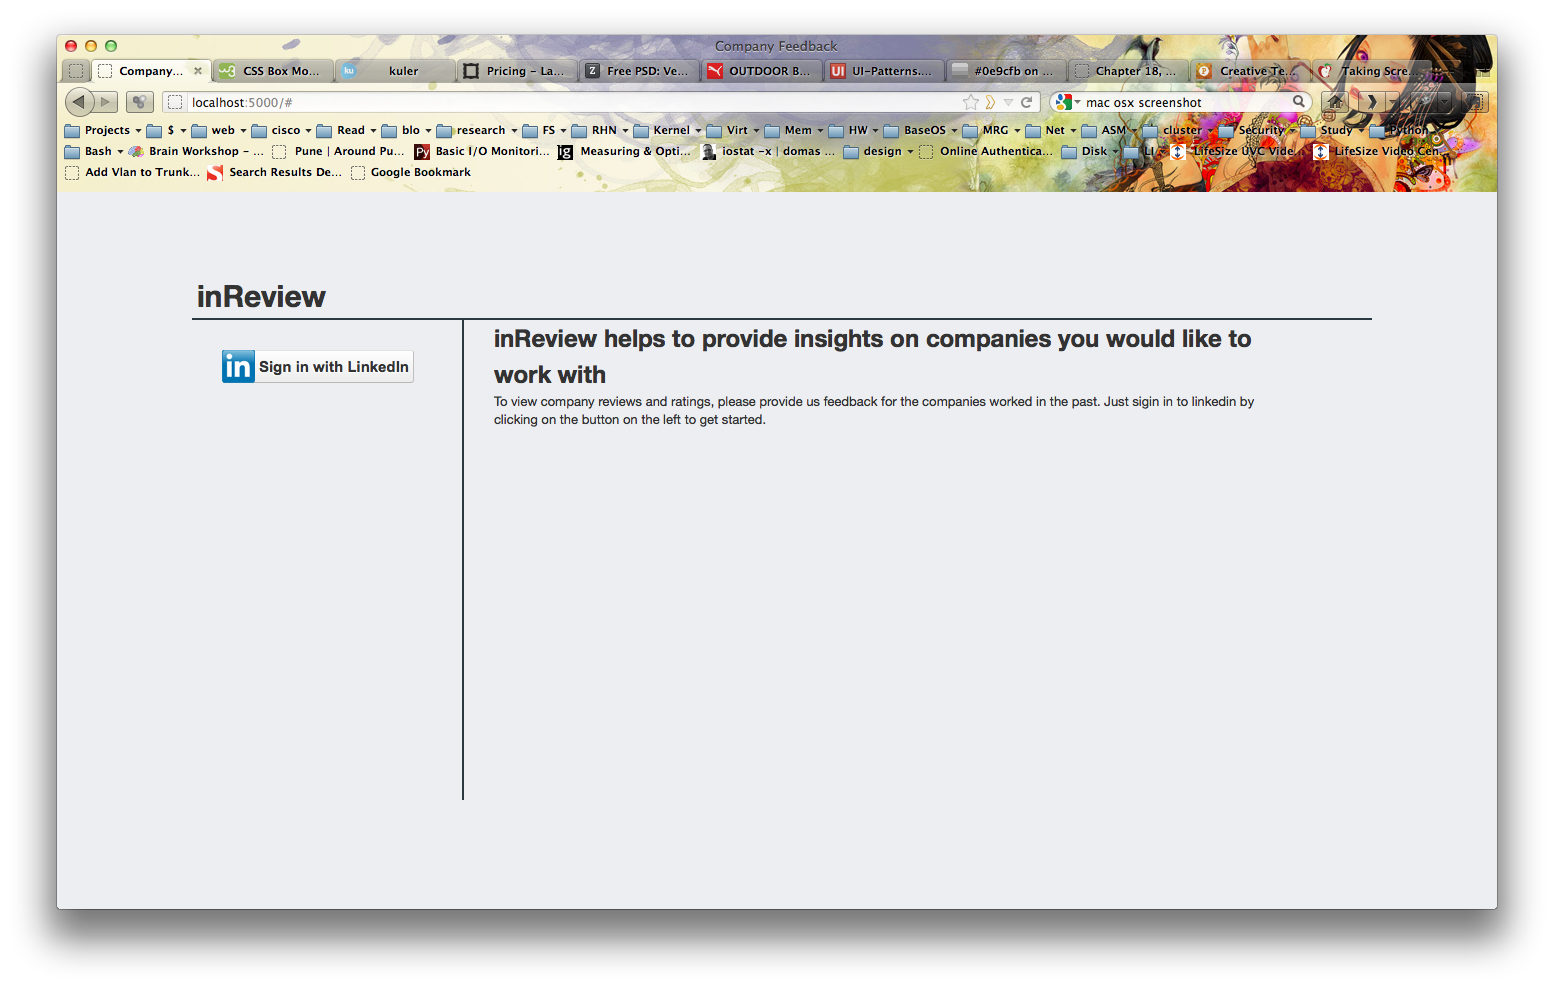 Company Feedback
Company... CSS Box Mo... kuler Pricing – La... Free PSD: Ve... OUTDOOR B... UI-Patterns.... #0e9cfb on ... Chapter 18, ... Creative Te... Taking Scre...
localhost:5000/# mac osx screenshot
Projects $ web cisco Read blo research FS RHN Kernel Virt Mem HW BaseOS MRG Net ASM cluster Security Study Python
Bash Brain Workshop – ... Pune | Around Pu... Basic I/O Monitori... Measuring & Opti... iostat –x | domas ... design Online Authentica... Disk LI LifeSize UVC Vide... LifeSize Video Cen...
Add Vlan to Trunk... Search Results De... Google Bookmark
inReview
in Sign in with LinkedIn
inReview helps to provide insights on companies you would like to
work with
To view company reviews and ratings, please provide us feedback for the companies worked in the past. Just sigin in to linkedin by
clicking on the button on the left to get started.